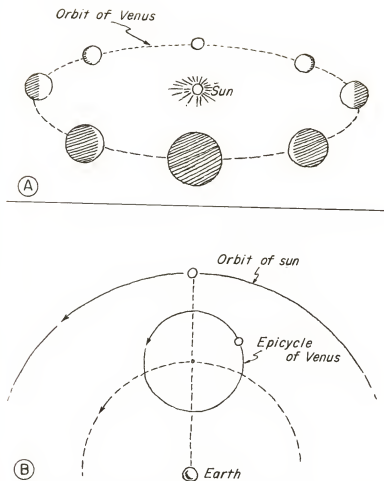 Orbit of Venus
Sun
A
Orbit of sun
Epicycle
of Venus
B
Earth